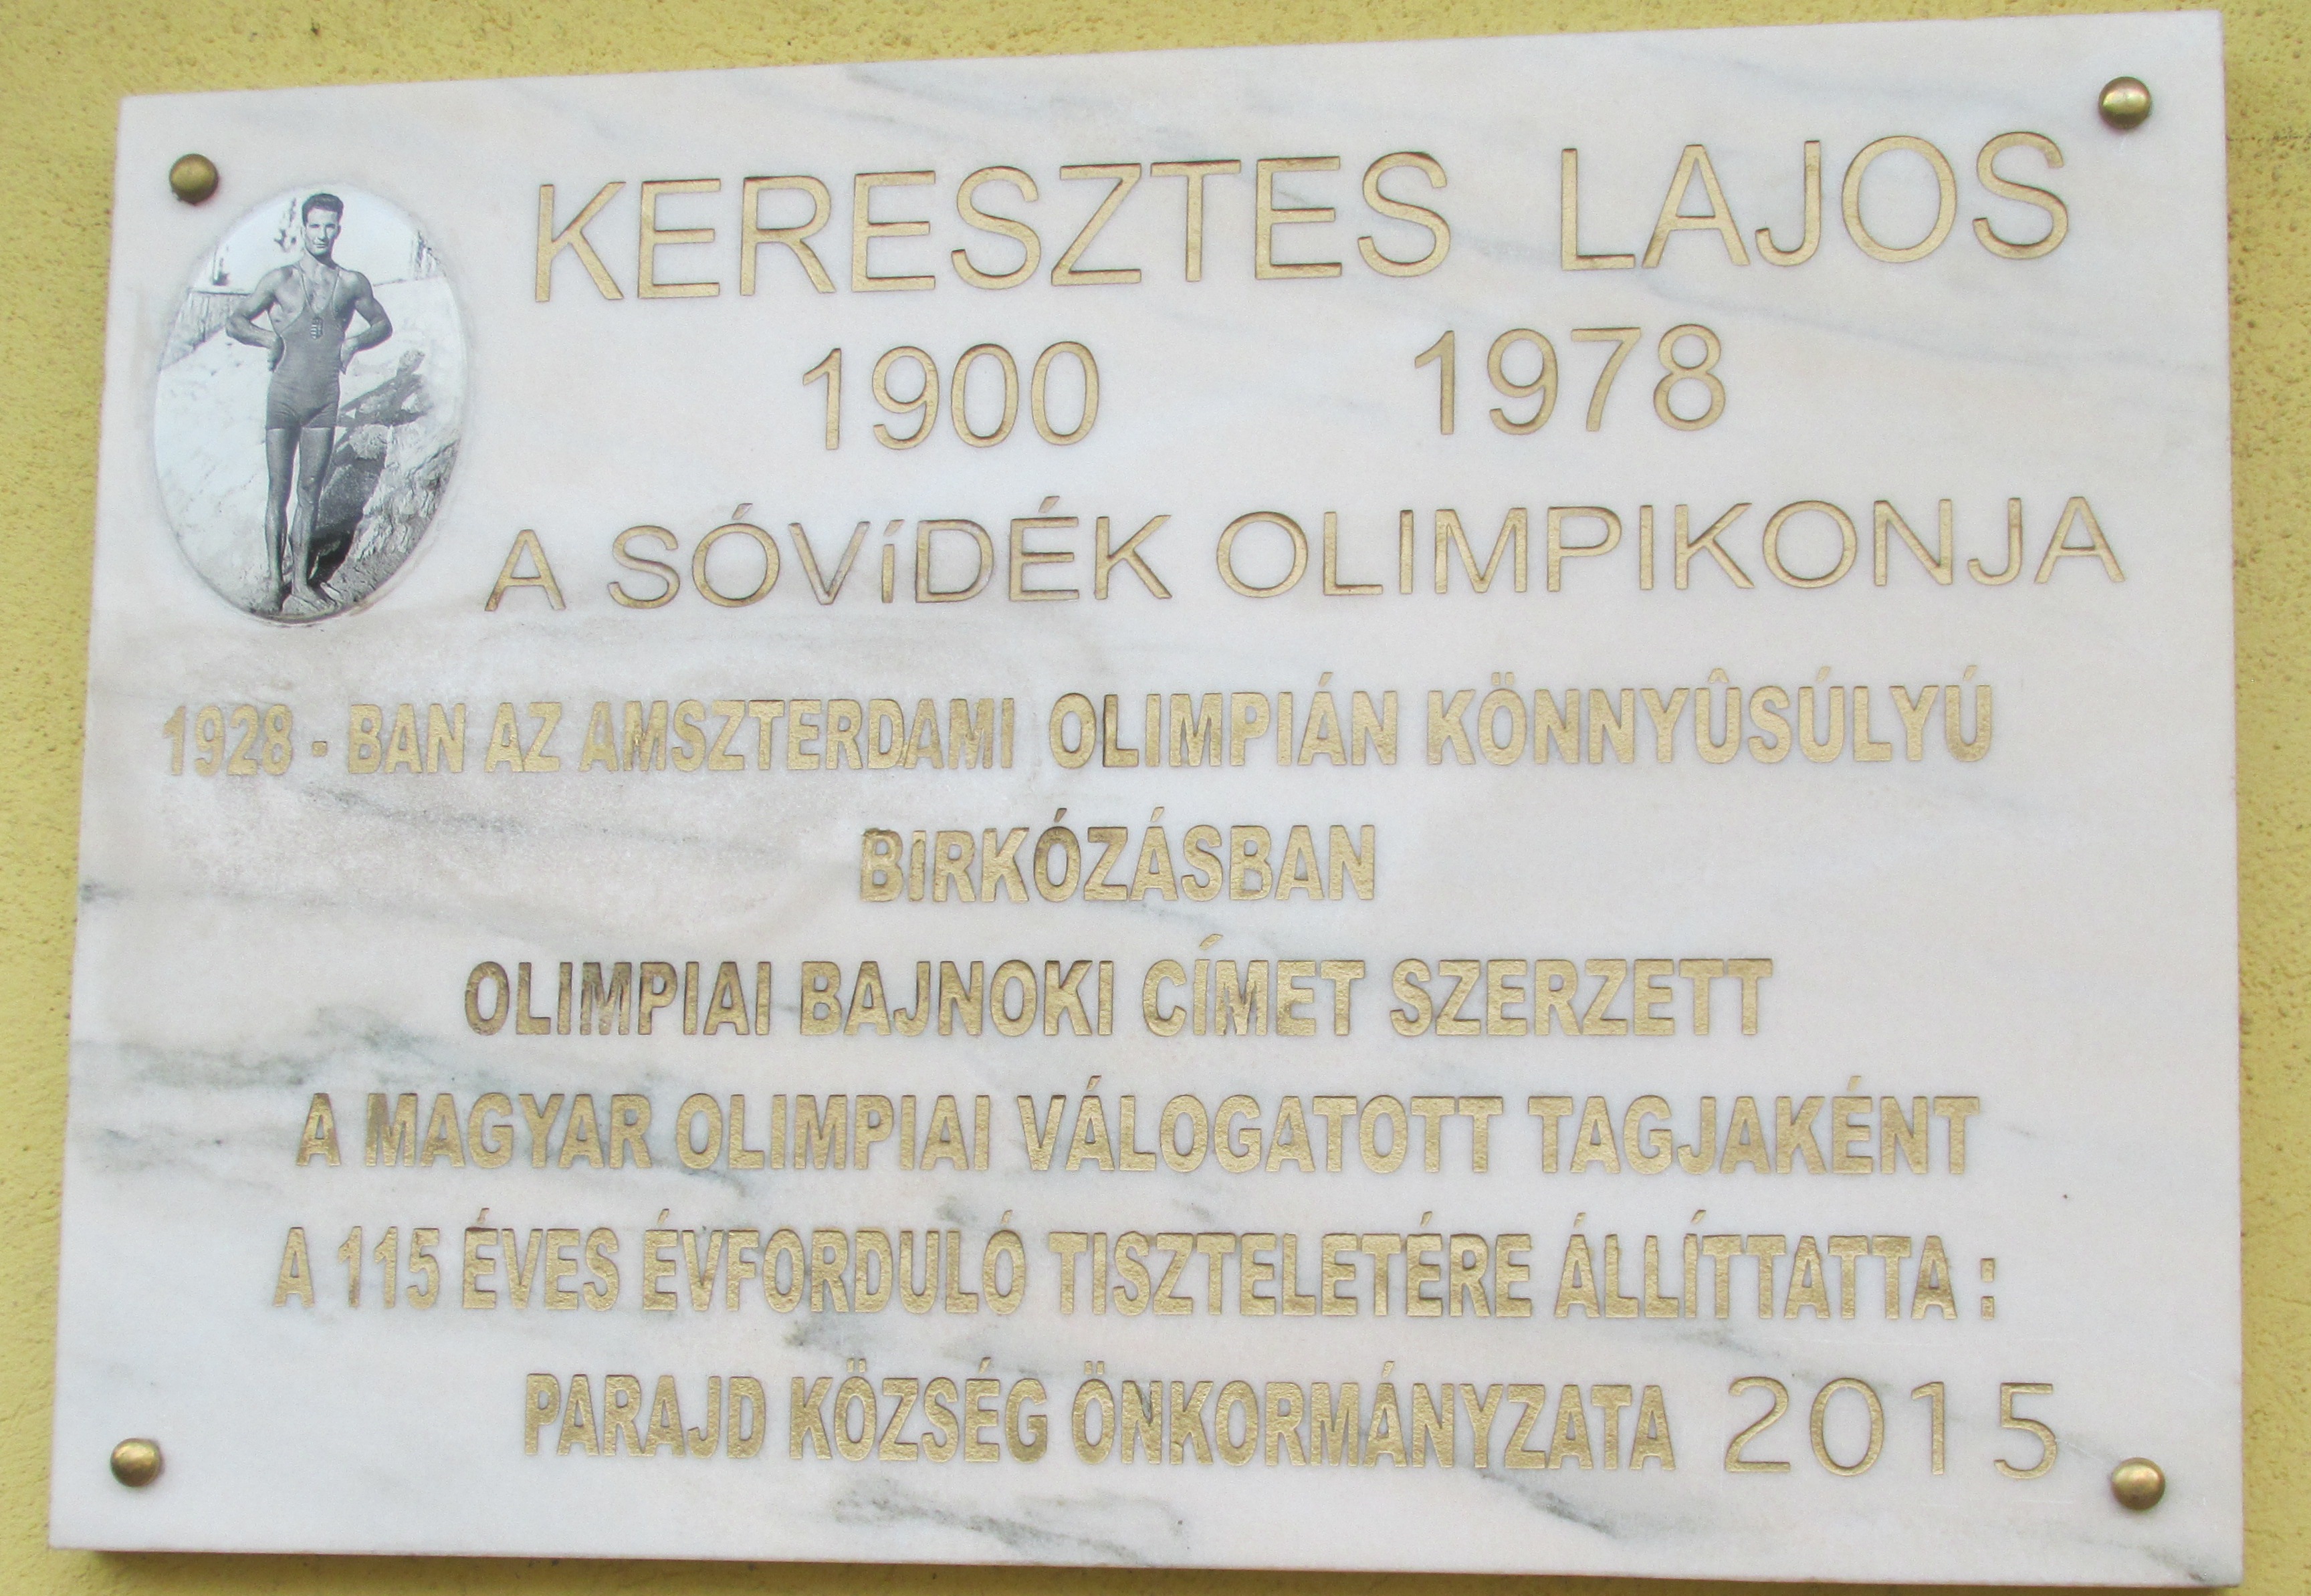 KERESZTES LAJOS
1900 1978
A SÓVíDÉK OLIMPIKONJA
1928 - BAN AZ AMSZTERDAMI OLIMPIÁN KÖNNYÛSÚLYÚ
BIRKÓZÁSBAN
OLIMPIAI BAJNOKI CÍMET SZERZETT
A MAGYAR OLIMPIAI VÁLOGATOTT TAGJAKÉNT
A 115 ÉVES ÉVFORDULÓ TISZTELETÉRE ÁLLÍTTATTA :
PARAJD KÖZSÉG ÖNKORMÁNYZATA 2015